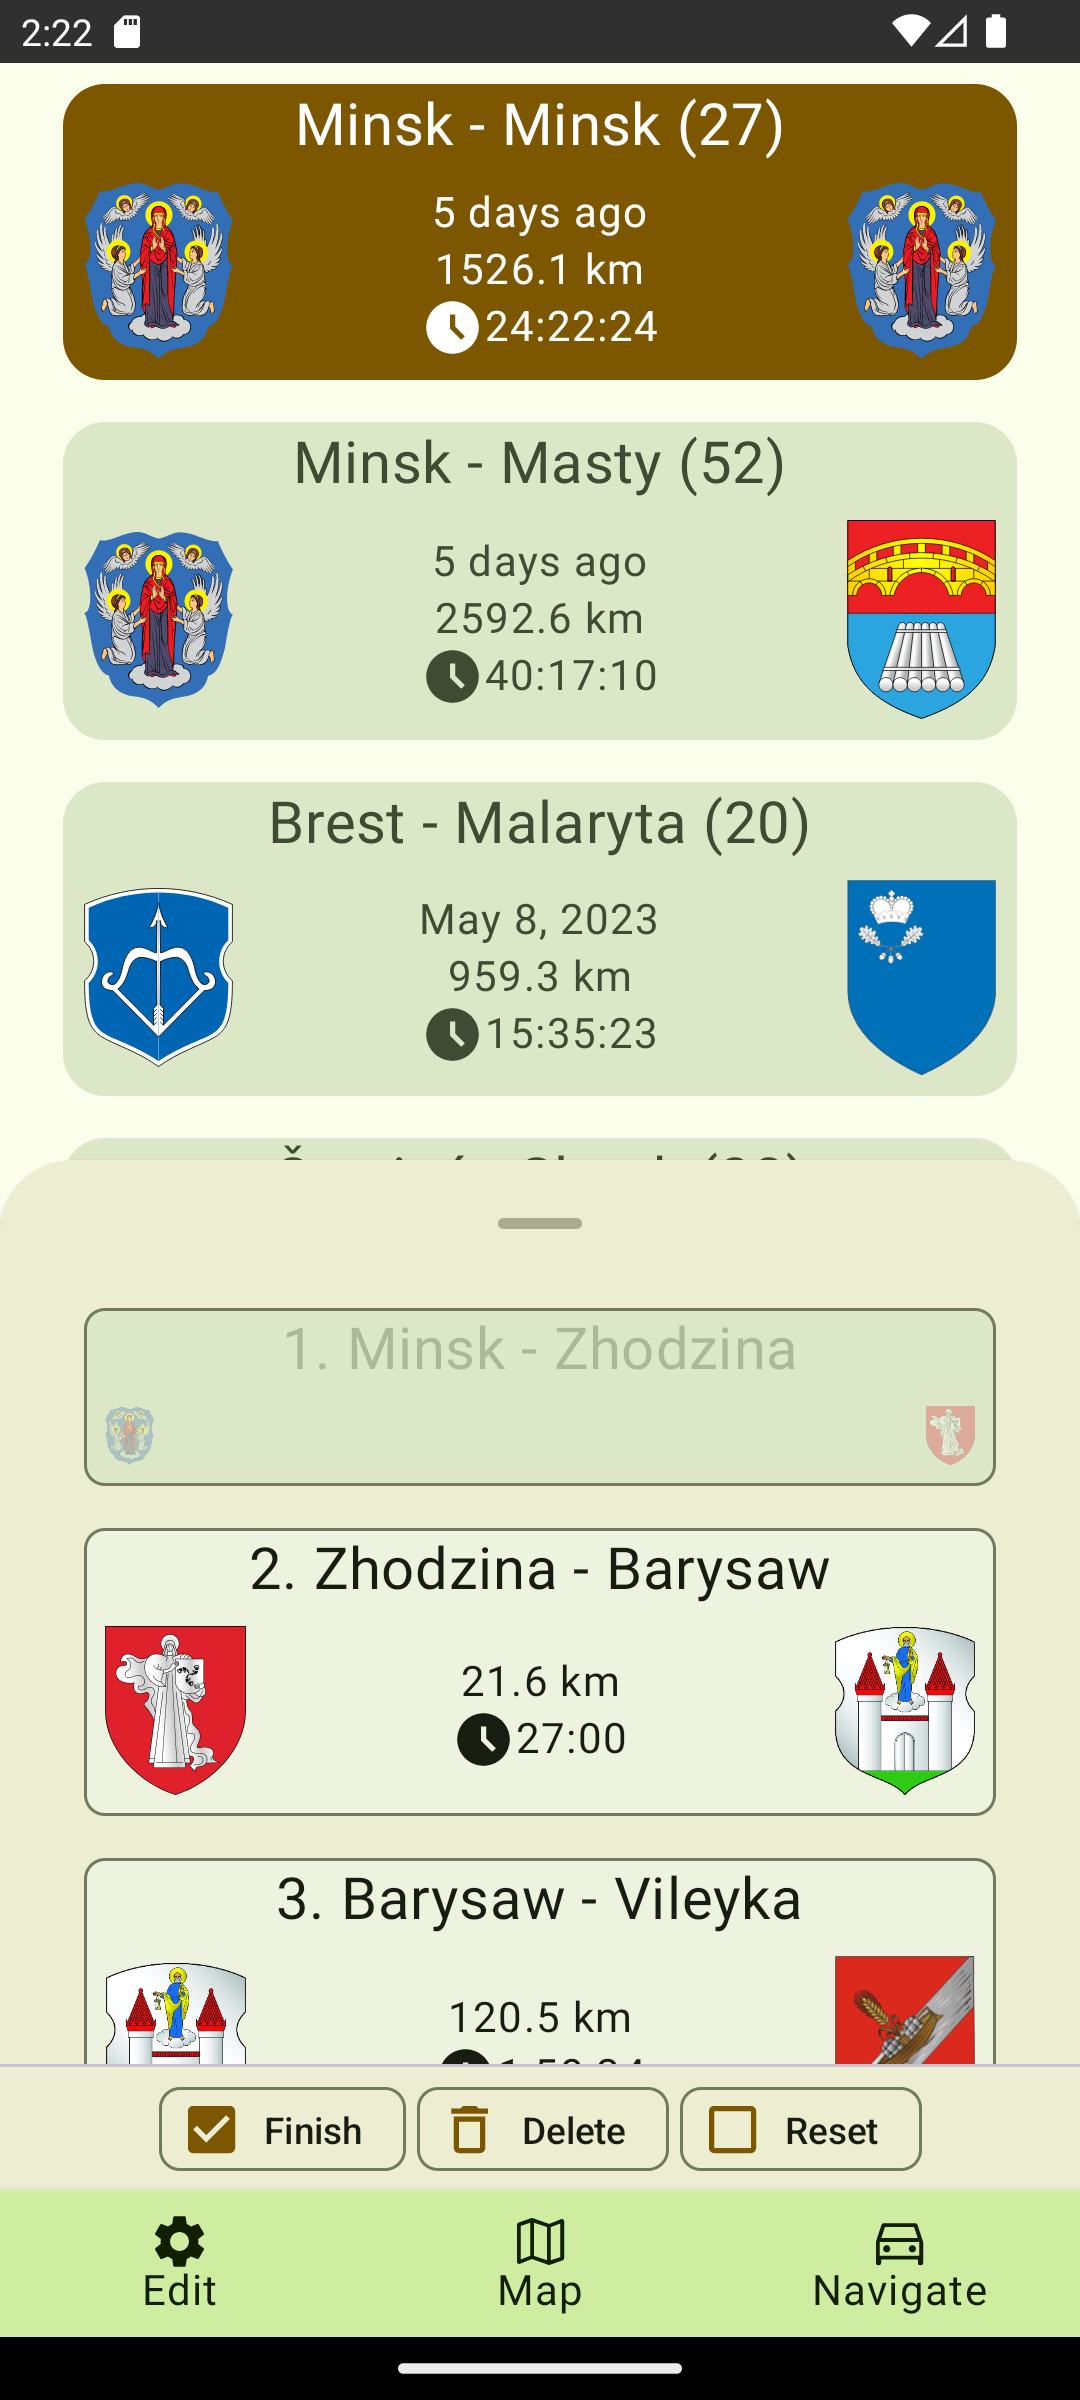 2:22
Minsk - Minsk (27)
5 days ago
1526.1 km
24:22:24
Minsk - Masty (52)
5 days ago
2592.6 km
40:17:10
Brest - Malaryta (20)
May 8, 2023
959.3 km
15:35:23
1. Minsk - Zhodzina
2. Zhodzina - Barysaw
21.6 km
27:00
3. Barysaw - Vileyka
120.5 km
Finish
Delete
Reset
Edit
Map
Navigate